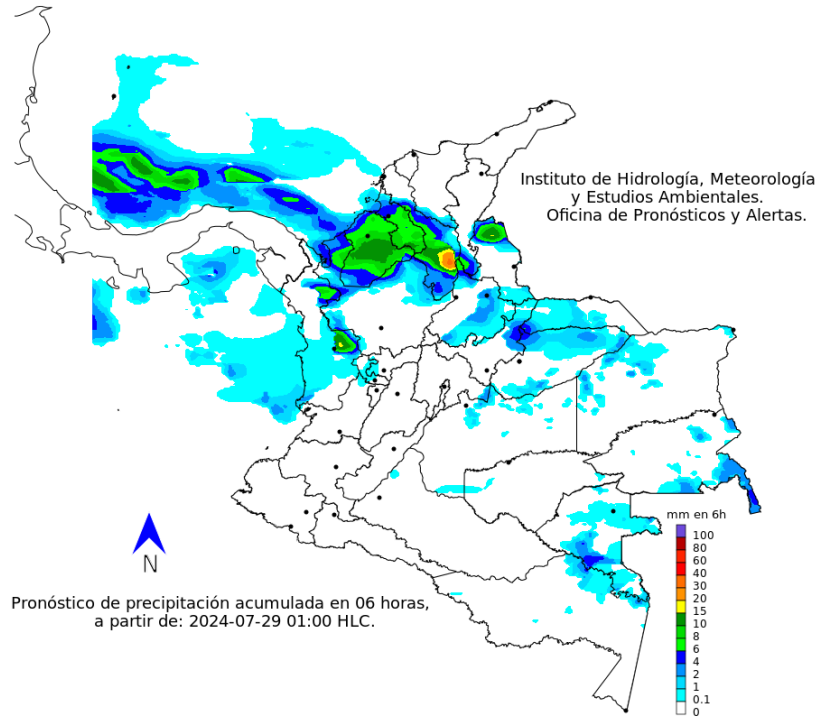 Instituto de Hidrología, Meteorología
y Estudios Ambientales.
Oficina de Pronósticos y Alertas.
mm en 6h
100
80
60
40
30
20
15
10
8
6
4
2
1
0.1
0
N
Pronóstico de precipitación acumulada en 06 horas,
a partir de: 2024-07-29 01:00 HLC.